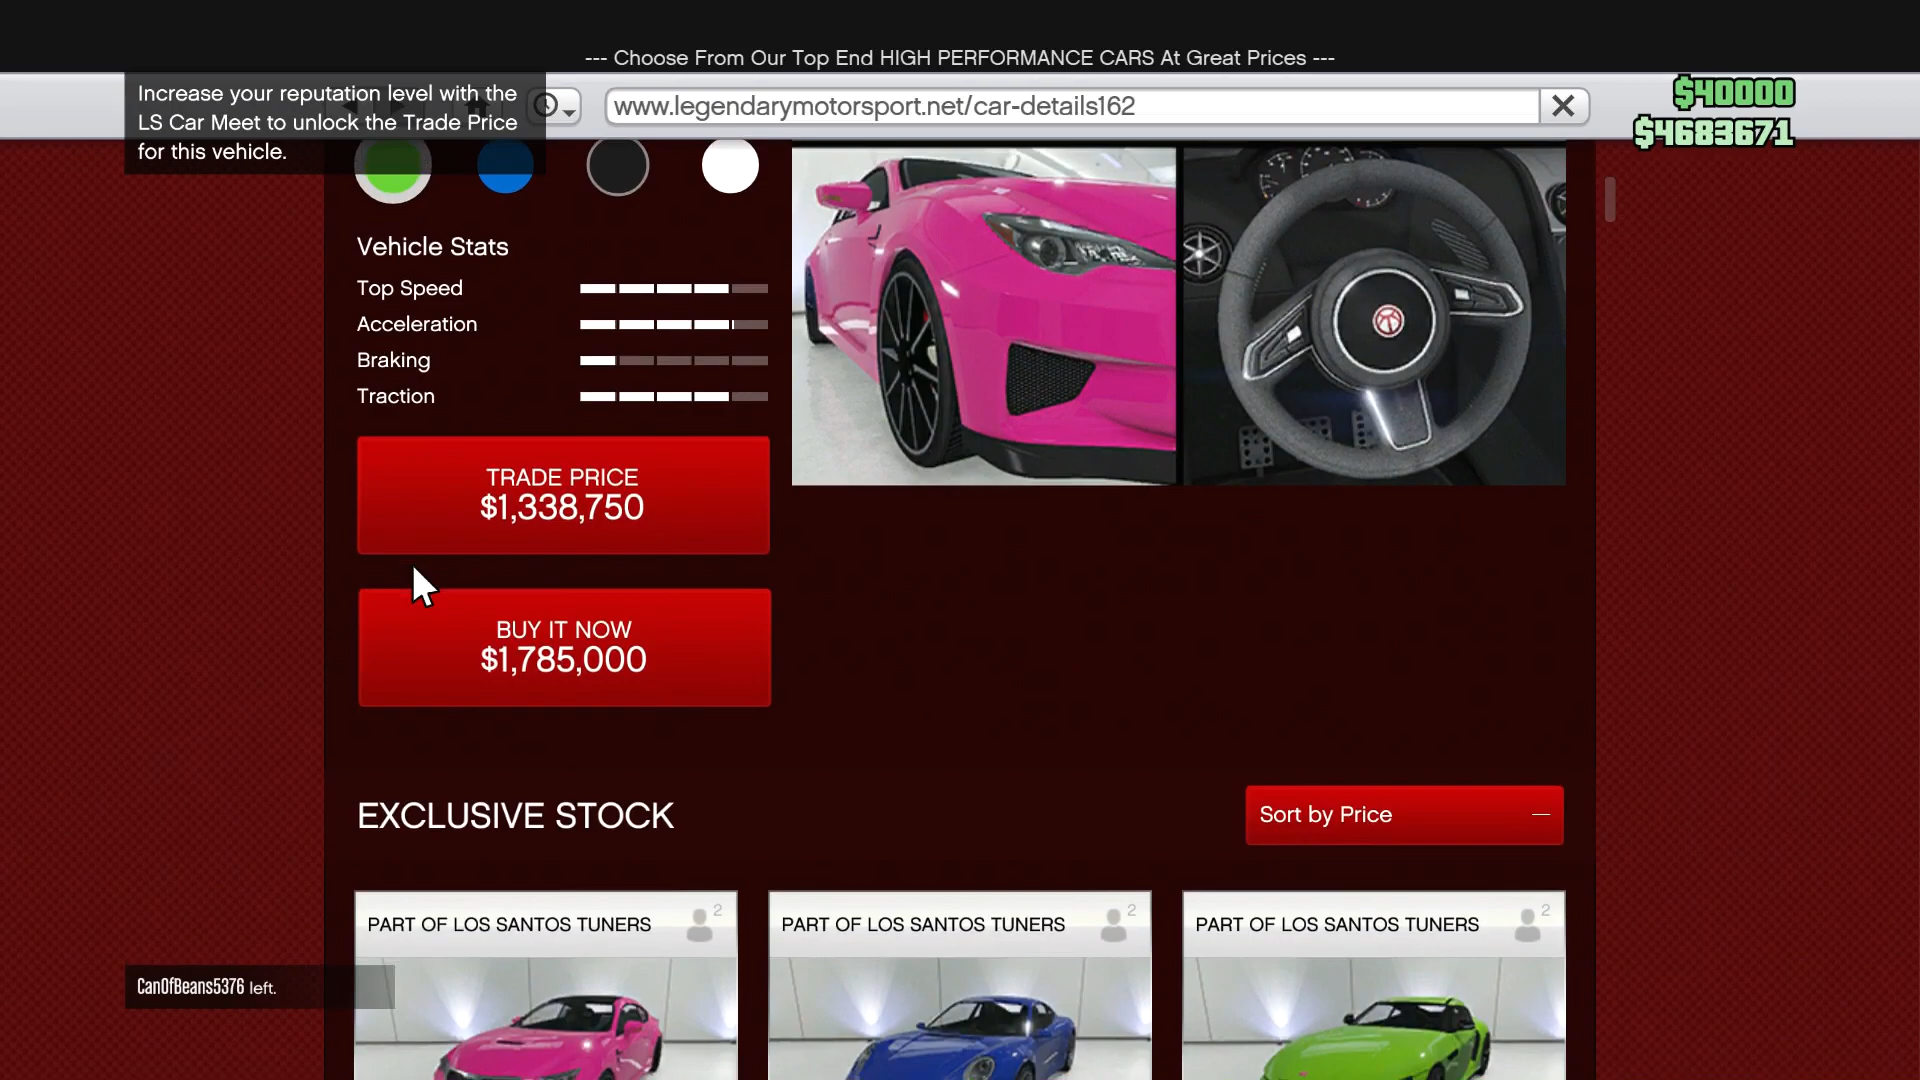 --- Choose From Our Top End HIGH PERFORMANCE CARS At Great Prices ---
Increase your reputation level with the
LS Car Meet to unlock the Trade Price
for this vehicle.
www.legendarymotorsport.net/car-details162
$40000
$4683671
Vehicle Stats
Top Speed
Acceleration
Braking
Traction
TRADE PRICE
$1,338,750
BUY IT NOW
$1,785,000
EXCLUSIVE STOCK
Sort by Price
PART OF LOS SANTOS TUNERS 2
PART OF LOS SANTOS TUNERS 2
PART OF LOS SANTOS TUNERS 2
CanOfBeans5376 left.